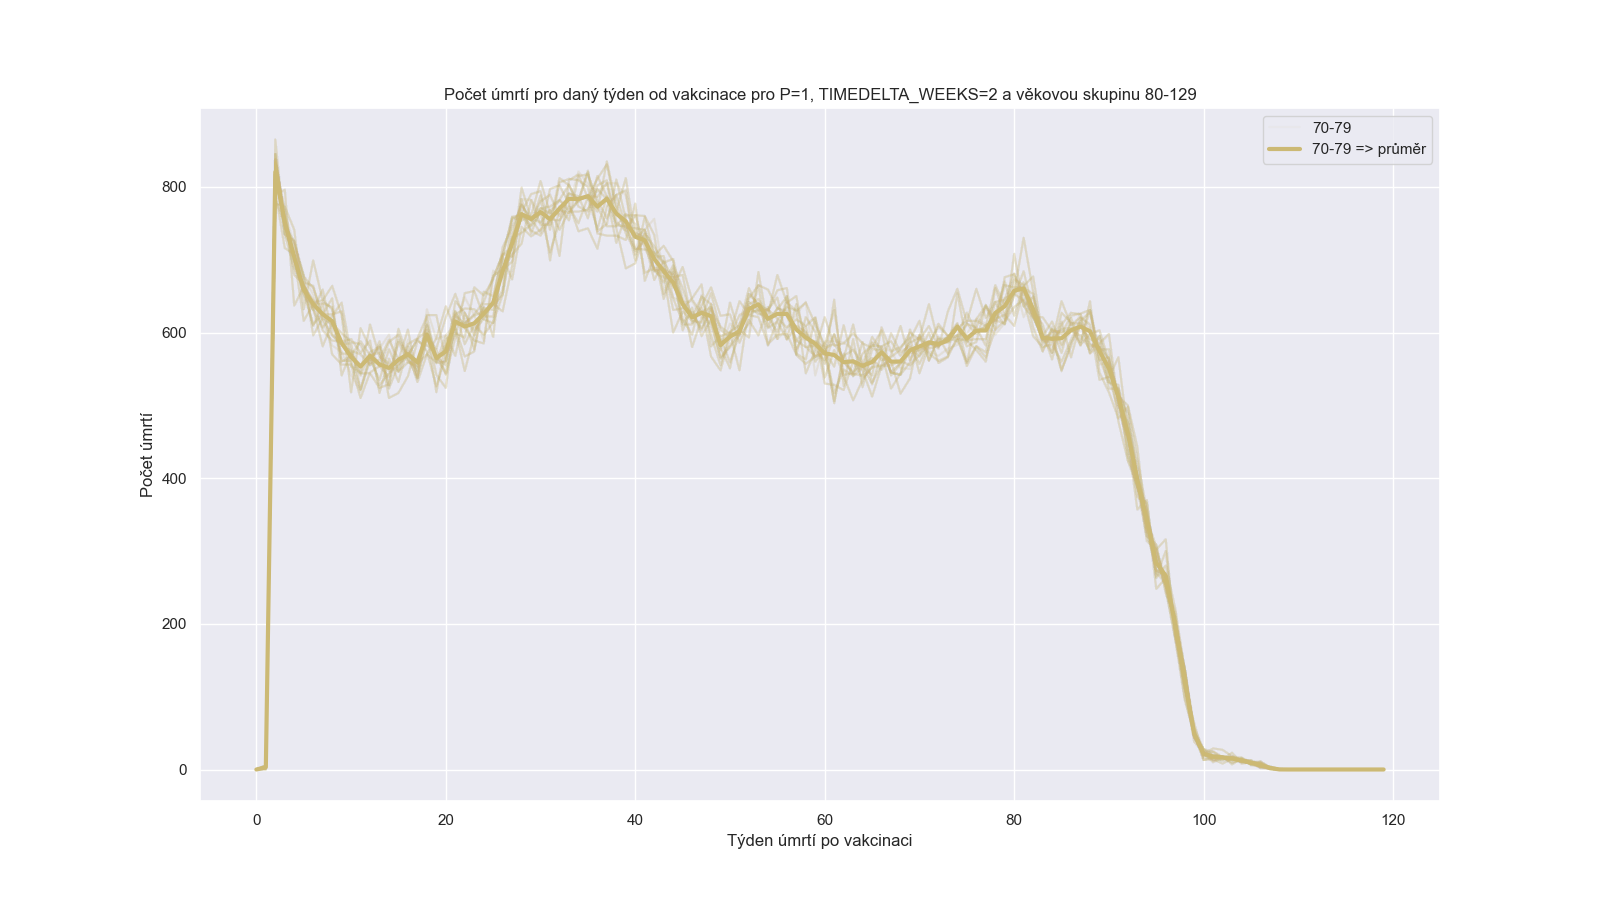 Počet úmrtí pro daný týden od vakcinace pro P=1, TIMEDELTA_WEEKS=2 a věkovou skupinu 80-129
70-79
70-79 => průměr
800
600
400
200
0
Počet úmrtí
0 20 40 60 80 100 120
Týden úmrtí po vakcinaci